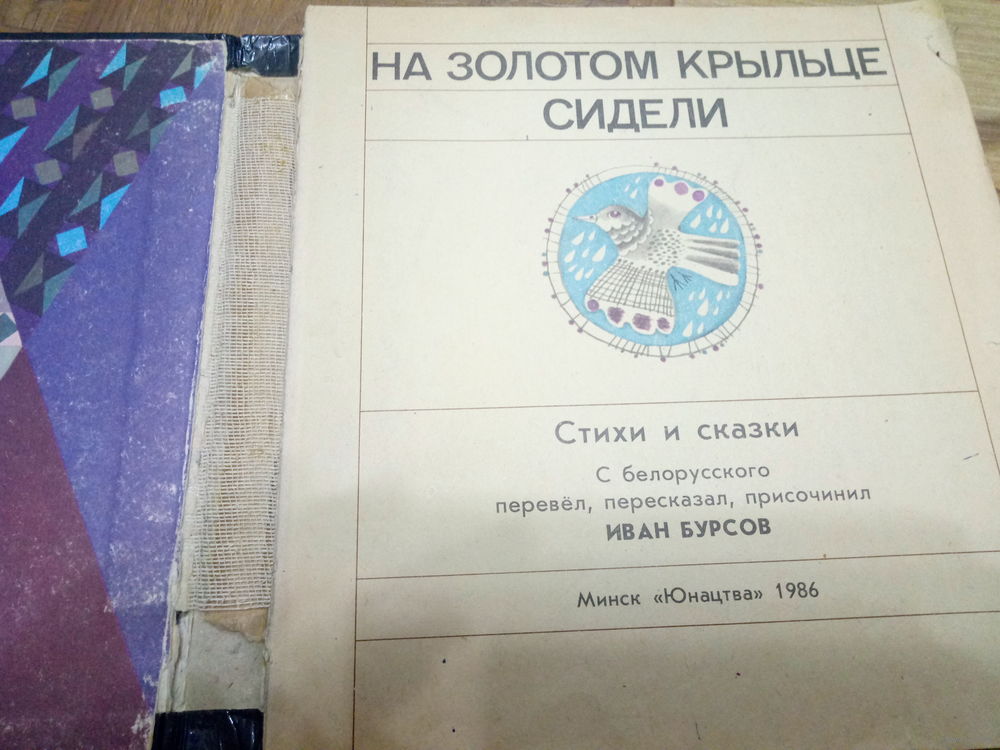 НА ЗОЛОТОМ КРЫЛЬЦЕ
СИДЕЛИ
Стихи и сказки
С белорусского
перевёл, пересказал, присочинил
ИВАН БУРСОВ
Минск «Юнацтва» 1986